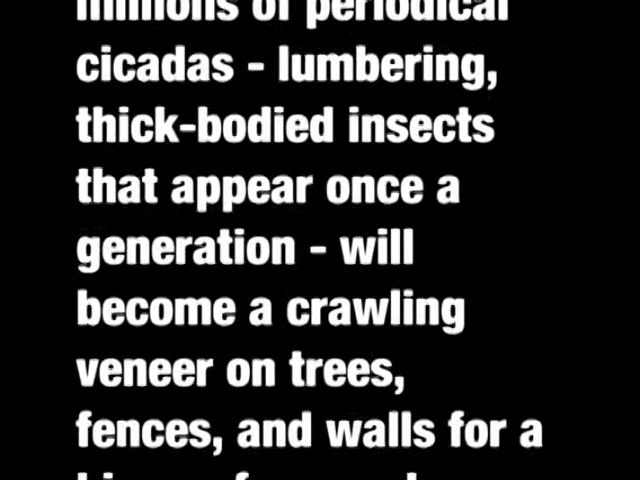 millions of periodical
cicadas - lumbering,
thick-bodied insects
that appear once a
generation - will
become a crawling
veneer on trees,
fences, and walls for a